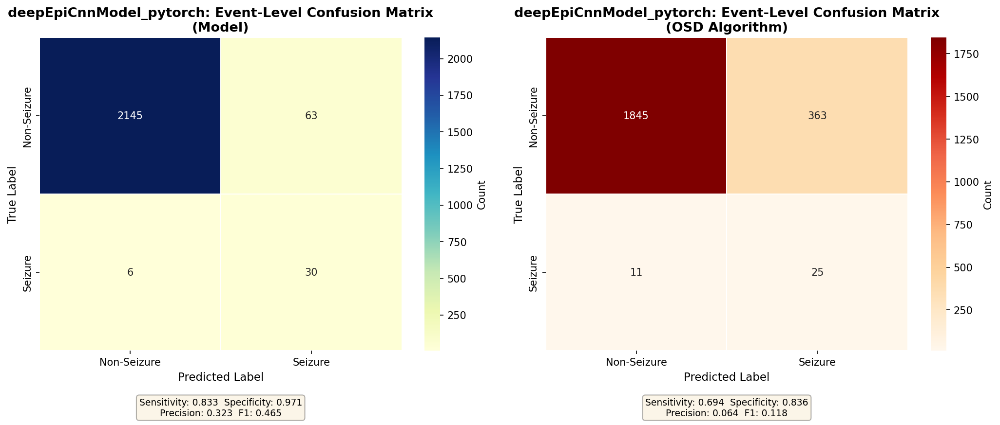 deepEpiCnnModel_pytorch: Event-Level Confusion Matrix
(Model)
2000
1750
1500
1250
1000
750
500
250
Count
True Label
Non-Seizure
Seizure
2145
63
6
30
Non-Seizure
Seizure
Predicted Label
Sensitivity: 0.833  Specificity: 0.971
Precision: 0.323  F1: 0.465
deepEpiCnnModel_pytorch: Event-Level Confusion Matrix
(OSD Algorithm)
1750
1500
1250
1000
750
500
250
Count
True Label
Non-Seizure
Seizure
1845
363
11
25
Non-Seizure
Seizure
Predicted Label
Sensitivity: 0.694  Specificity: 0.836
Precision: 0.064  F1: 0.118